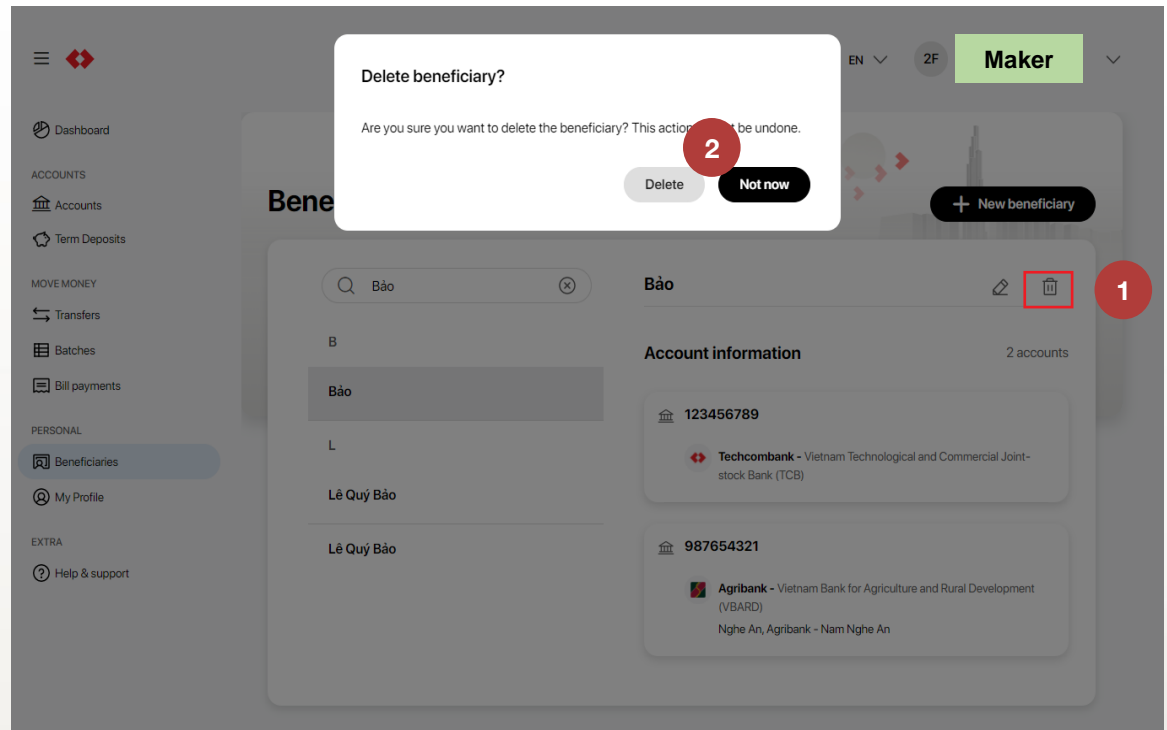 Delete beneficiary?
Are you sure you want to delete the beneficiary? This action be undone.
2
Delete
Not now
EN
2F
Maker
Dashboard
ACCOUNTS
Accounts
Term Deposits
MOVE MONEY
Transfers
Batches
Bill payments
PERSONAL
Beneficiaries
My Profile
EXTRA
Help & support
Bene
New beneficiary
Bảo
B
Bảo
L
Lê Quý Bảo
Lê Quý Bảo
Bảo
1
Account information
2 accounts
123456789
Techcombank - Vietnam Technological and Commercial Joint-
stock Bank (TCB)
987654321
Agribank - Vietnam Bank for Agriculture and Rural Development
(VBARD)
Nghe An, Agribank - Nam Nghe An